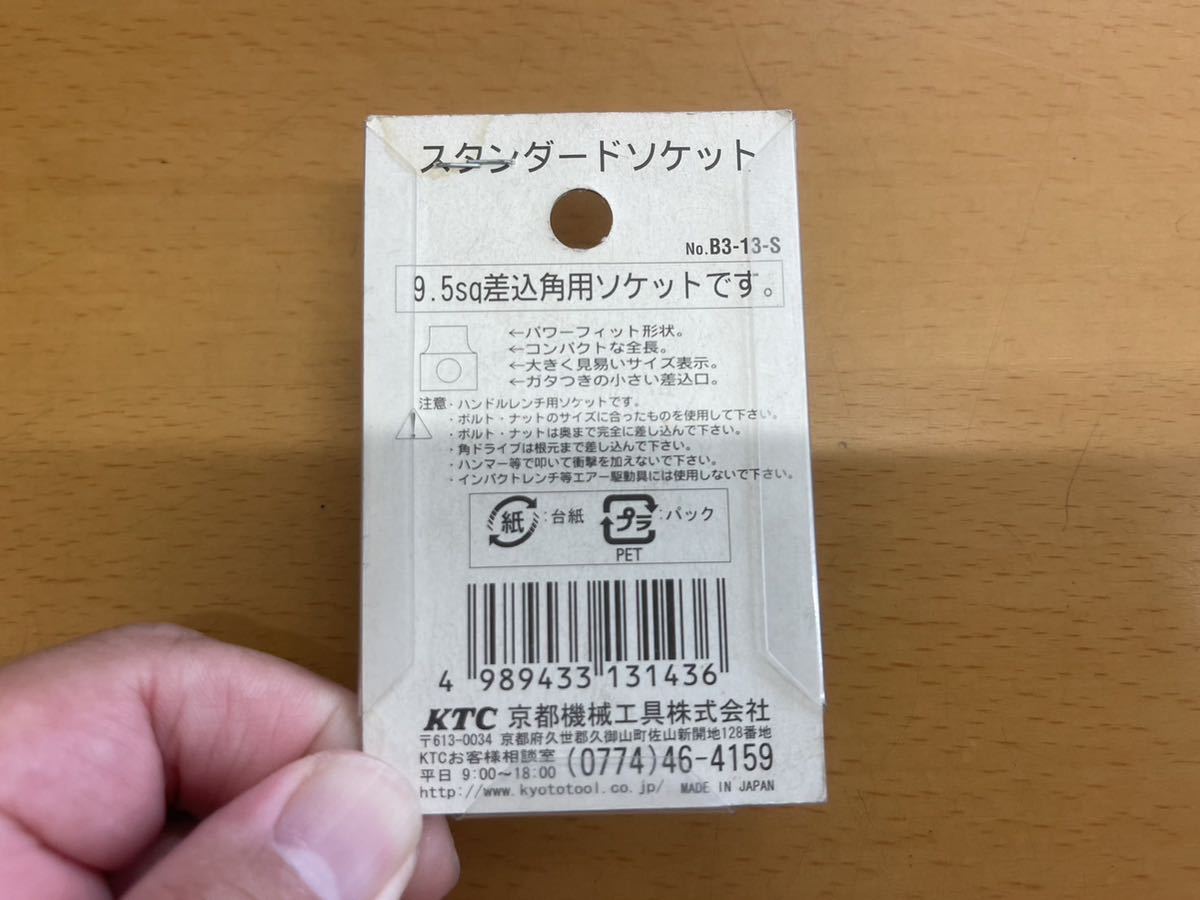 スタンダードソケット
No.B3-13-S
9.5sq差込角用ソケットです。
←パワーフィット形状。
←コンパクトな全長。
←大きく見易いサイズ表示。
←ガタつきの小さい差込口。
注意・ハンドルレンチ用ソケットです。
・ボルト・ナットのサイズに合ったものを使用して下さい。
・ボルト・ナットは奥まで完全に差し込んで下さい。
・角ドライブは根元まで差し込んで下さい。
・ハンマー等で叩いて衝撃を加えないで下さい。
・インパクトレンチ等エアー駆動具には使用しないで下さい。
紙:台紙 プラ:パック
PET
4 989433 131436
KTC 京都機械工具株式会社
〒613-0034 京都府久世郡久御山町佐山新開地128番地
KTCお客様相談室 (0774)46-4159
平日 9:00〜18:00
http://www.kyototool.co.jp/ MADE IN JAPAN